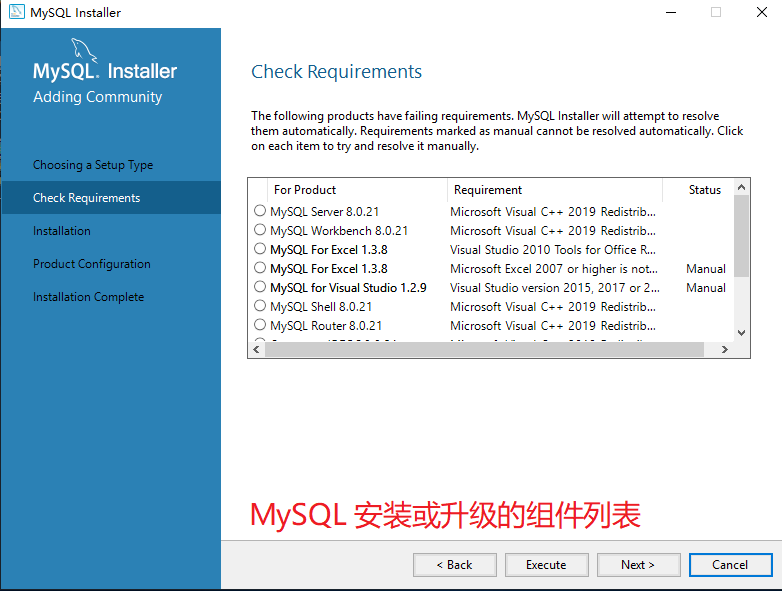 MySQL Installer
MySQL. Installer
Adding Community
Choosing a Setup Type
Check Requirements
Installation
Product Configuration
Installation Complete
Check Requirements
The following products have failing requirements. MySQL Installer will attempt to resolve
them automatically. Requirements marked as manual cannot be resolved automatically. Click
on each item to try and resolve it manually.
For Product Requirement Status
MySQL Server 8.0.21 Microsoft Visual C++ 2019 Redistrib...
MySQL Workbench 8.0.21 Microsoft Visual C++ 2019 Redistrib...
MySQL For Excel 1.3.8 Visual Studio 2010 Tools for Office R...
MySQL For Excel 1.3.8 Microsoft Excel 2007 or higher is not... Manual
MySQL for Visual Studio 1.2.9 Visual Studio version 2015, 2017 or 2... Manual
MySQL Shell 8.0.21 Microsoft Visual C++ 2019 Redistrib...
MySQL Router 8.0.21 Microsoft Visual C++ 2019 Redistrib...
MySQL 安装或升级的组件列表
< Back Execute Next > Cancel